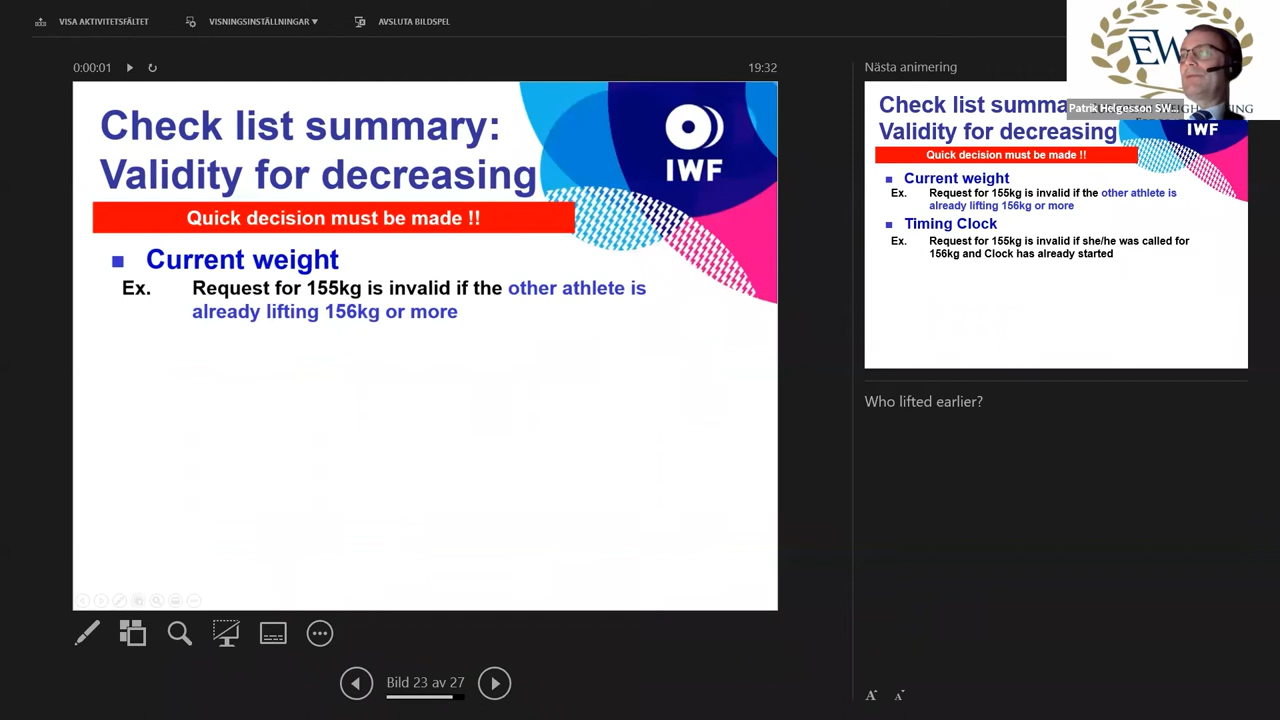 VISA AKTIVITETSFÄLTET
VISNINGSINSTÄLLNINGAR ▼
AVSLUTA BILDSPEL
0:00:01
19:32
Check list summary:
Validity for decreasing
IWF
Quick decision must be made !!
Current weight
Ex. Request for 155kg is invalid if the other athlete is
already lifting 156kg or more
Bild 23 av 27
Nästa animering
EW
Patrik Helgesson SW...
Check list summa
Validity for decreasing
IWF
Quick decision must be made !!
Current weight
Ex. Request for 155kg is invalid if the other athlete is
already lifting 156kg or more
Timing Clock
Ex. Request for 155kg is invalid if she/he was called for
156kg and Clock has already started
Who lifted earlier?
A A